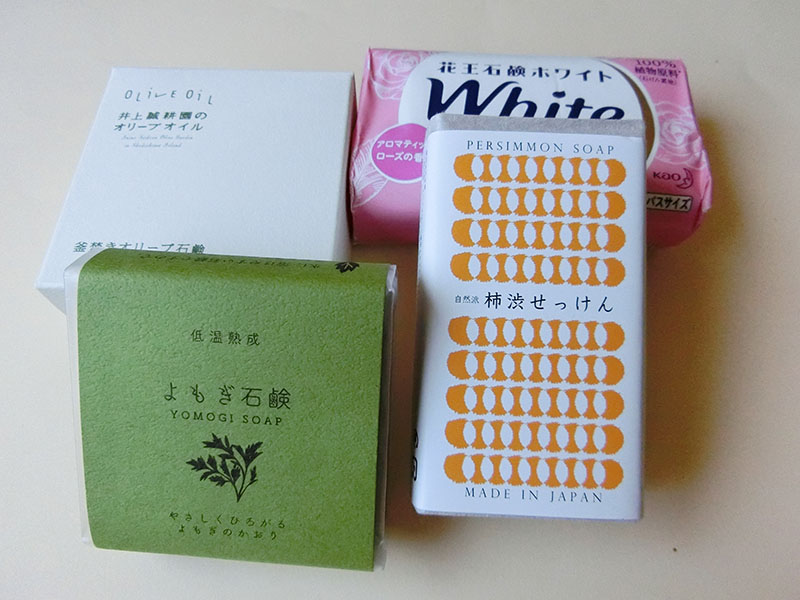 OLIVE OIL
井上誠耕園の
オリーブオイル
釜焚きオリーブ石鹸
花王石鹸ホワイト
White
100%
植物原料
アロマティック
ローズの香
Kao
バスサイズ
PERSIMMON SOAP
自然派 柿渋せっけん
MADE IN JAPAN
低温熟成
よもぎ石鹸
YOMOGI SOAP
やさしくひろがる
よもぎのかおり